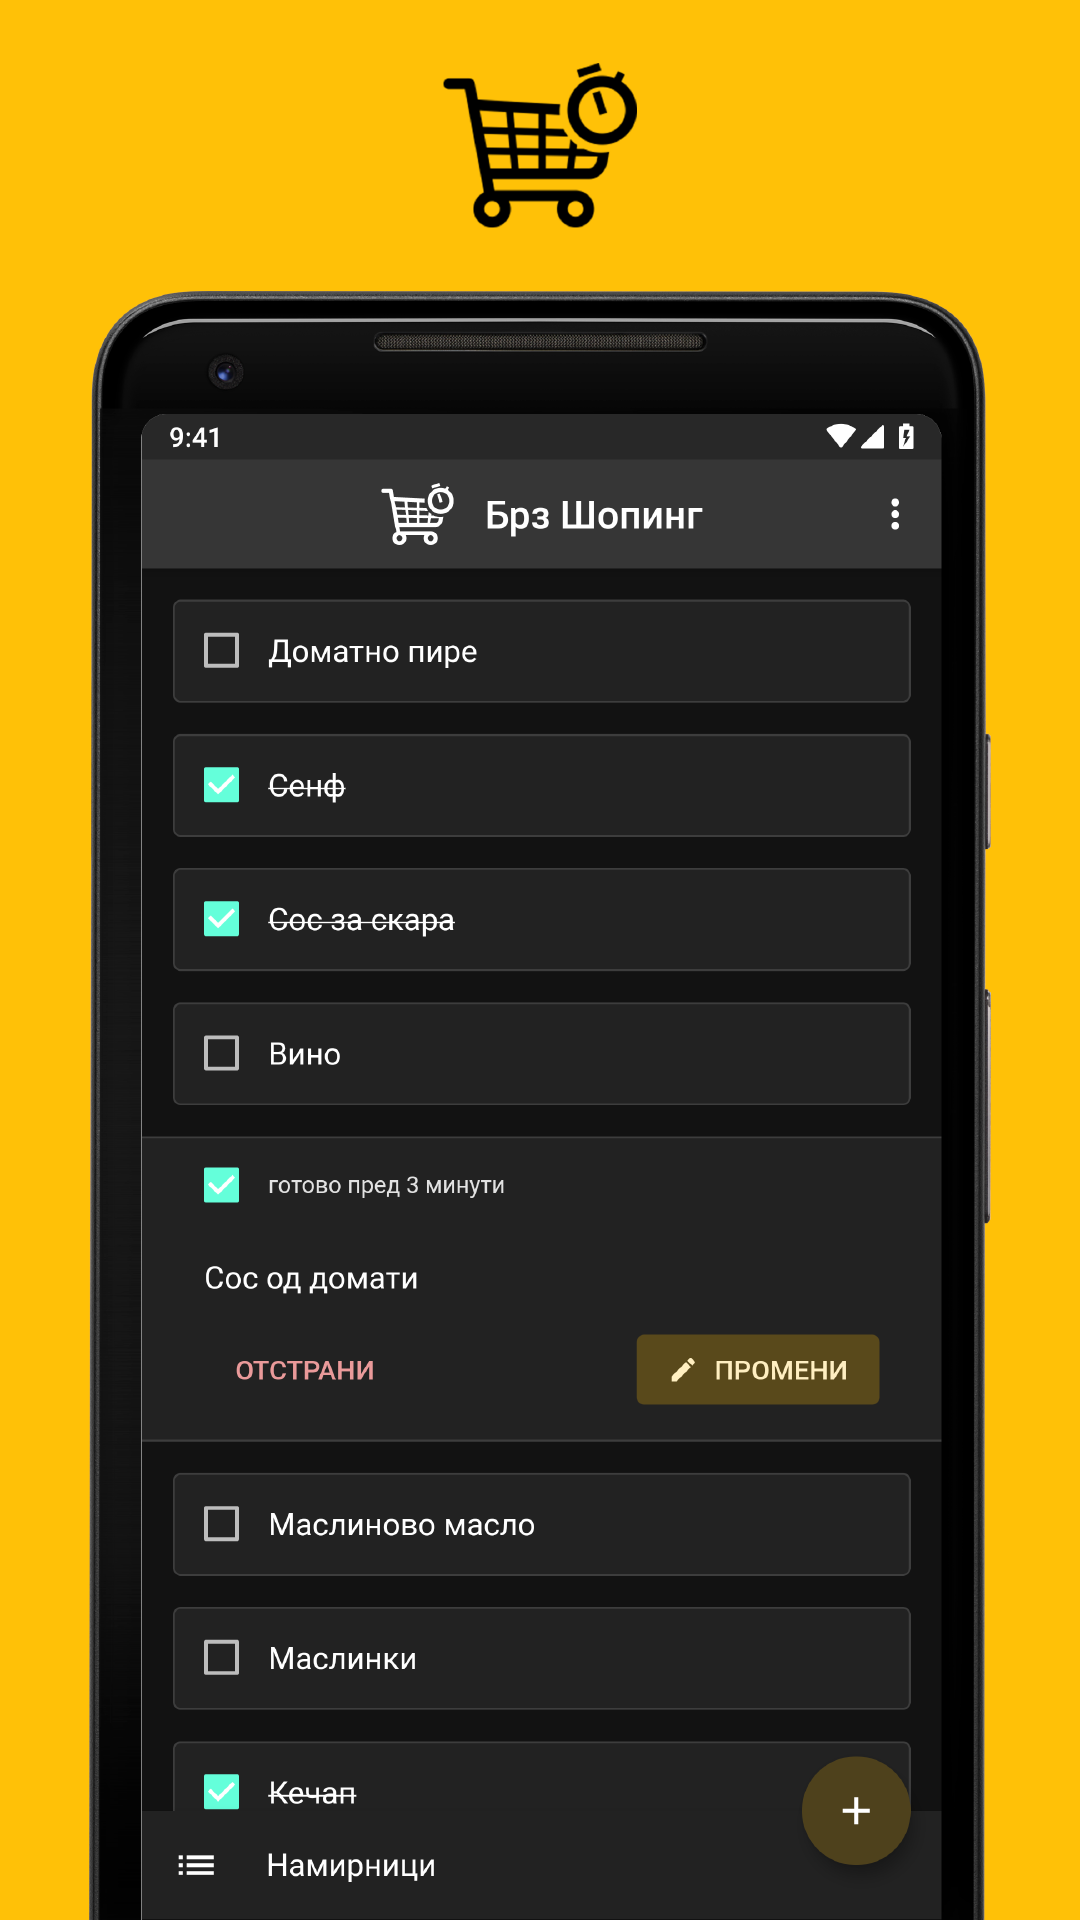 9:41
Брз Шопинг
Доматно пире
Сенф
Сос за скара
Вино
готово пред 3 минути
Сос од домати
ОТСТРАНИ
ПРОМЕНИ
Маслиново масло
Маслинки
Кечап
Намирници